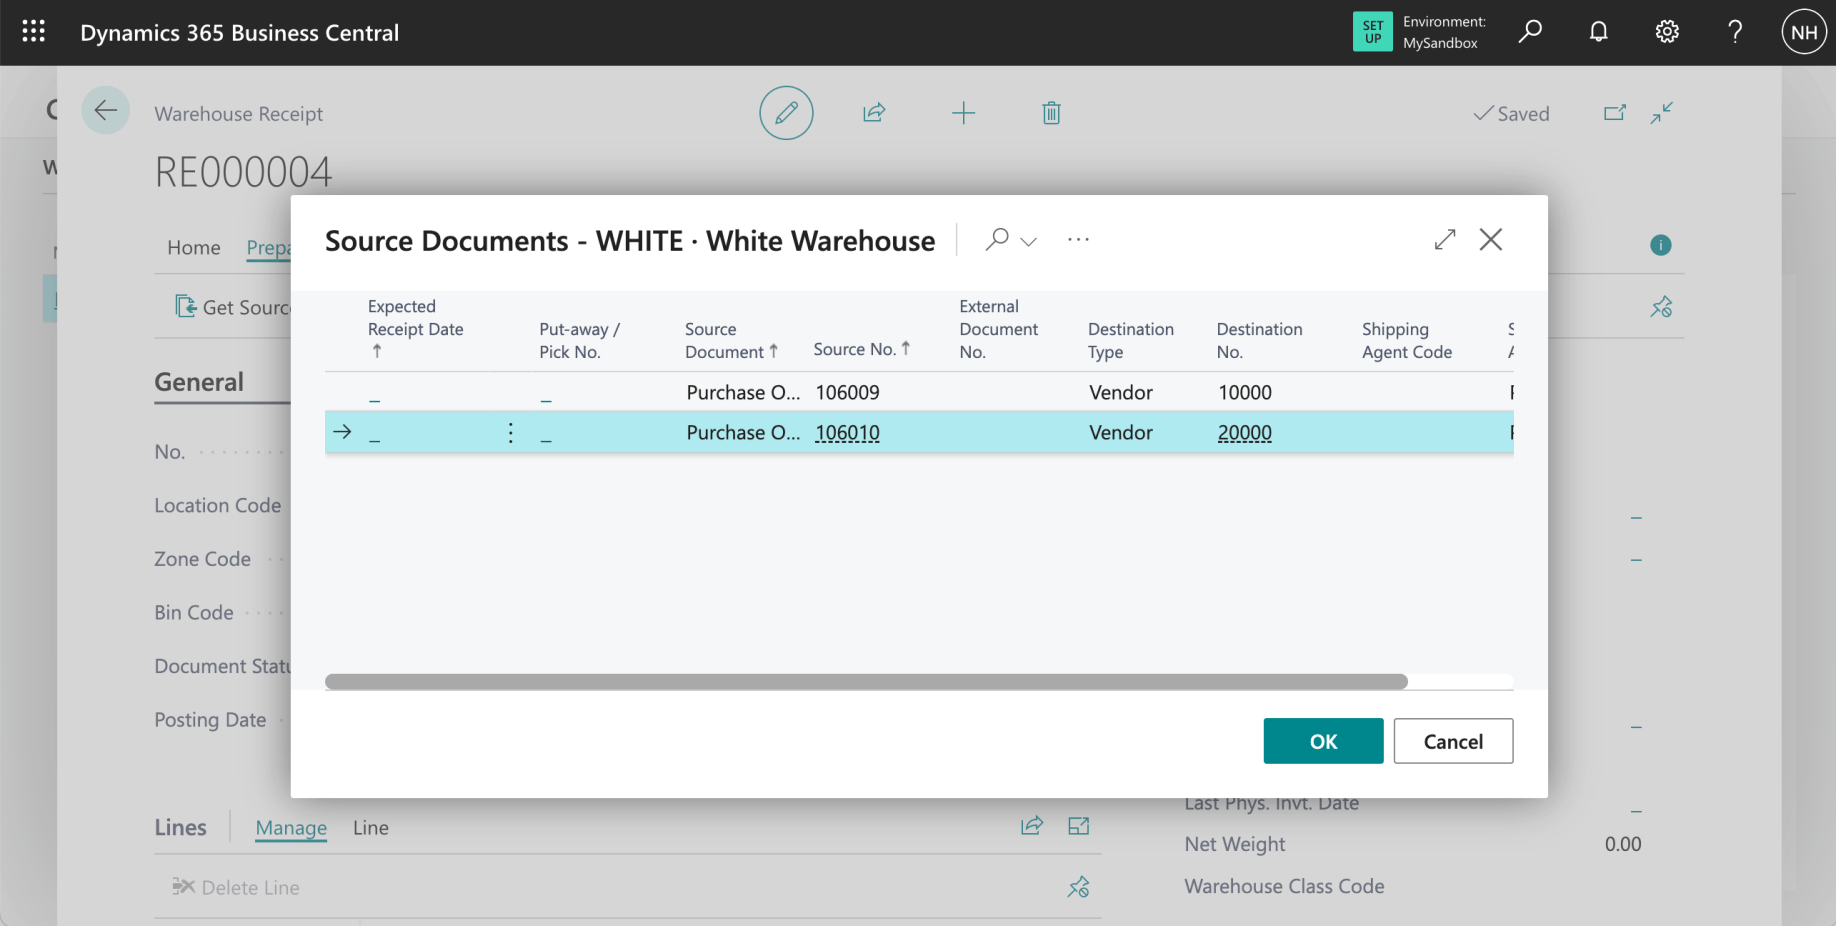 Dynamics 365 Business Central
SET UP
Environment:
MySandbox
NH
Warehouse Receipt
Saved
RE000004
Home
Source Documents - WHITE · White Warehouse
Expected Receipt Date ↑
Put-away / Pick No.
Source Document ↑
Source No. ↑
External Document No.
Destination Type
Destination No.
Shipping Agent Code
_ _ Purchase O... 106009 Vendor 10000
_ _ Purchase O... 106010 Vendor 20000
Get
General
No.
Location Code
Zone Code
Bin Code
Document
Posting Date
OK
Cancel
Last Phys. Invt. Date
Lines
Manage
Line
Net Weight 0.00
Delete Line
Warehouse Class Code